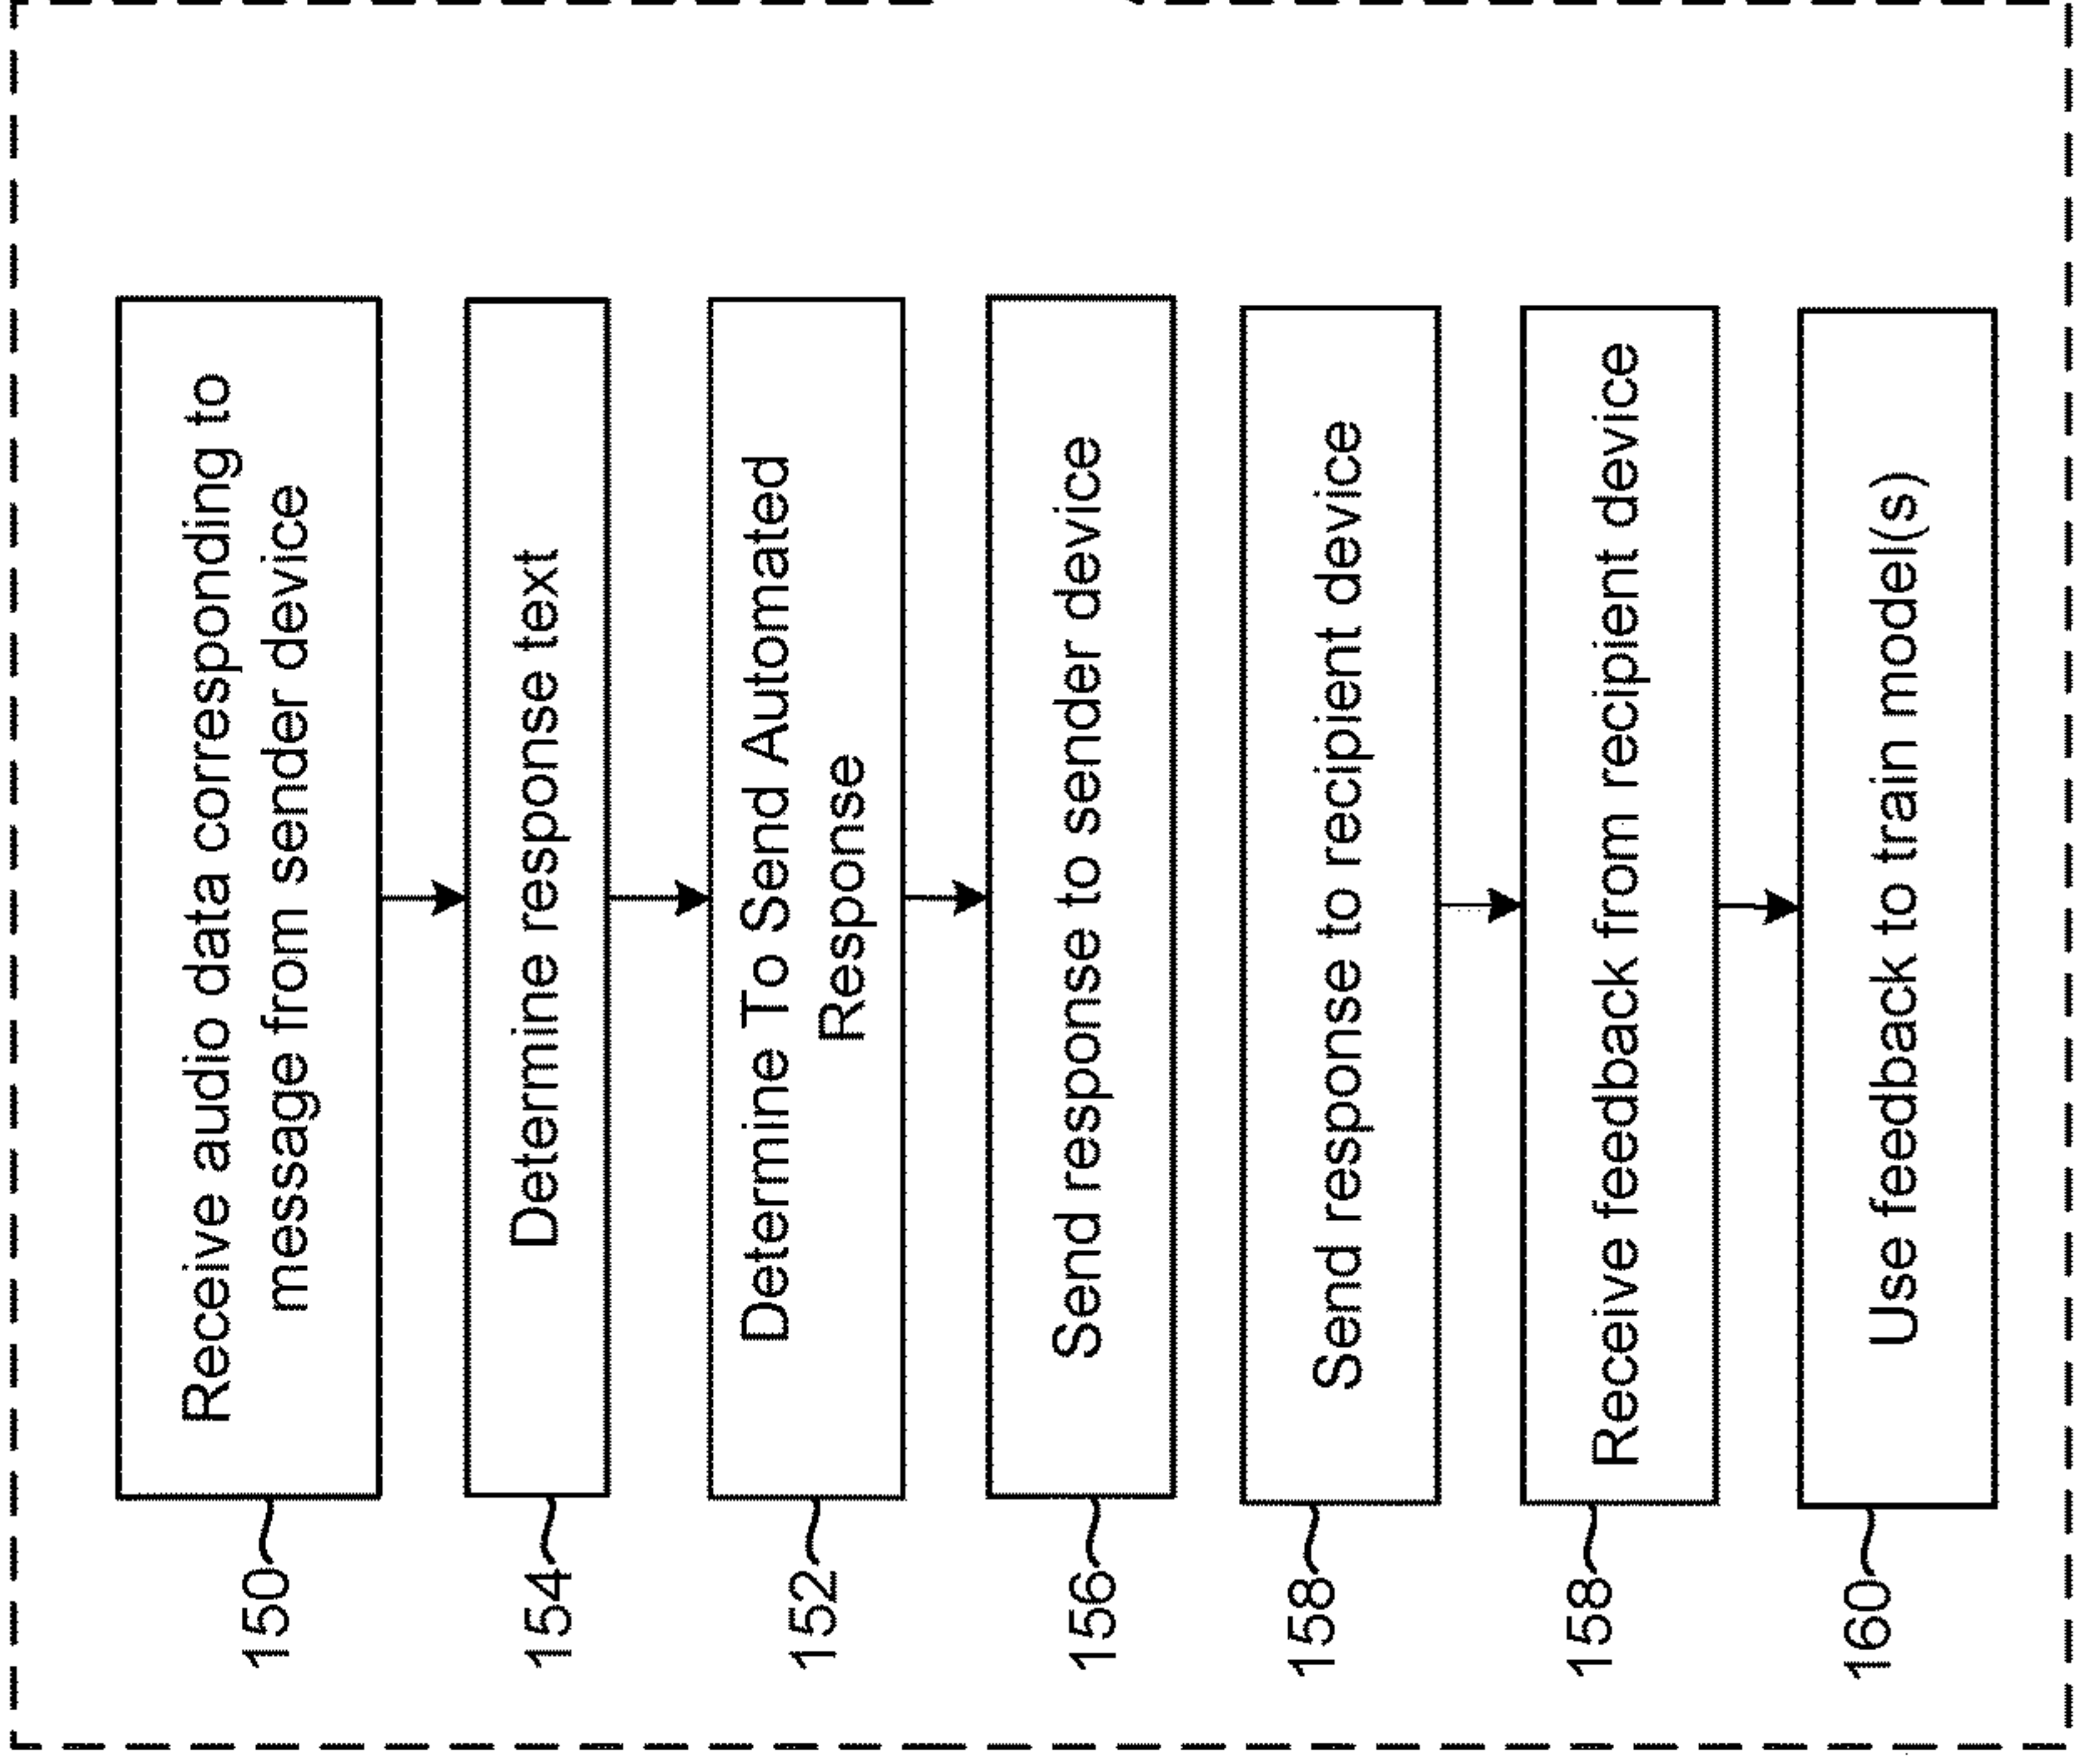 150
Receive audio data corresponding to
message from sender device
154
Determine response text
152
Determine To Send Automated
Response
156
Send response to sender device
158
Send response to recipient device
158
Receive feedback from recipient device
160
Use feedback to train model(s)